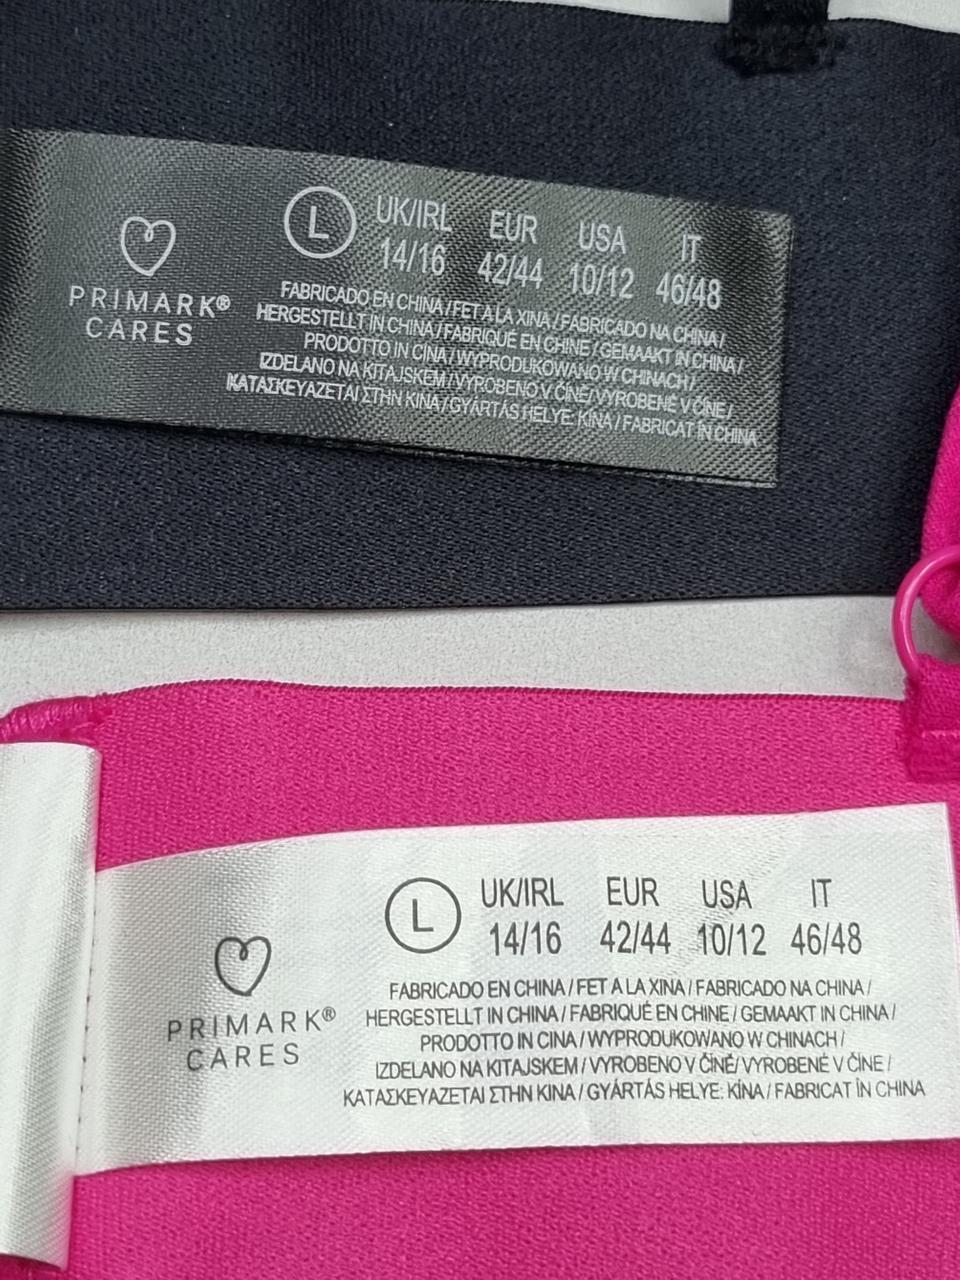 PRIMARK®
CARES
L
UK/IRL EUR USA IT
14/16 42/44 10/12 46/48
FABRICADO EN CHINA / FET A LA XINA / FABRICADO NA CHINA /
HERGESTELLT IN CHINA / FABRIQUÉ EN CHINE / GEMAAKT IN CHINA /
PRODOTTO IN CINA / WYPRODUKOWANO W CHINACH /
IZDELANO NA KITAJSKEM / VYROBENO V ČÍNĚ / VYROBENÉ V ČÍNE /
ΚΑΤΑΣΚΕΥΑΖΕΤΑΙ ΣΤΗΝ ΚΙΝΑ / GYÁRTÁS HELYE: KÍNA / FABRICAT ÎN CHINA
PRIMARK®
CARES
L
UK/IRL EUR USA IT
14/16 42/44 10/12 46/48
FABRICADO EN CHINA / FET A LA XINA / FABRICADO NA CHINA /
HERGESTELLT IN CHINA / FABRIQUÉ EN CHINE / GEMAAKT IN CHINA /
PRODOTTO IN CINA / WYPRODUKOWANO W CHINACH /
IZDELANO NA KITAJSKEM / VYROBENO V ČÍNĚ / VYROBENÉ V ČÍNE /
ΚΑΤΑΣΚΕΥΑΖΕΤΑΙ ΣΤΗΝ ΚΙΝΑ / GYÁRTÁS HELYE: KÍNA / FABRICAT ÎN CHINA